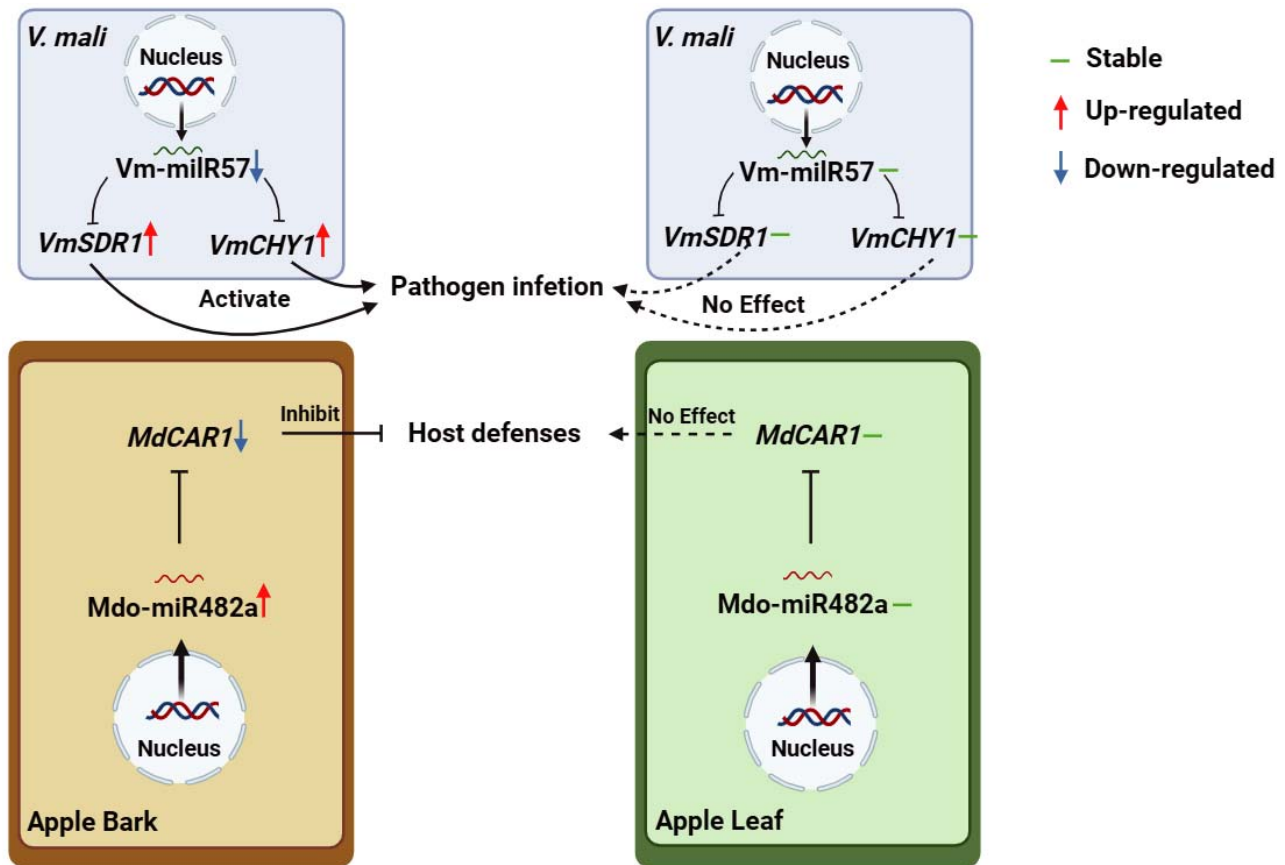 V. mali
Nucleus
Vm-milR57
VmSDR1
VmCHY1
Activate
Pathogen infetion
V. mali
Nucleus
Vm-milR57
VmSDR1
VmCHY1
No Effect
Stable
Up-regulated
Down-regulated
MdCAR1
Inhibit
Host defenses
No Effect
MdCAR1
Mdo-miR482a
Nucleus
Apple Bark
Mdo-miR482a
Nucleus
Apple Leaf